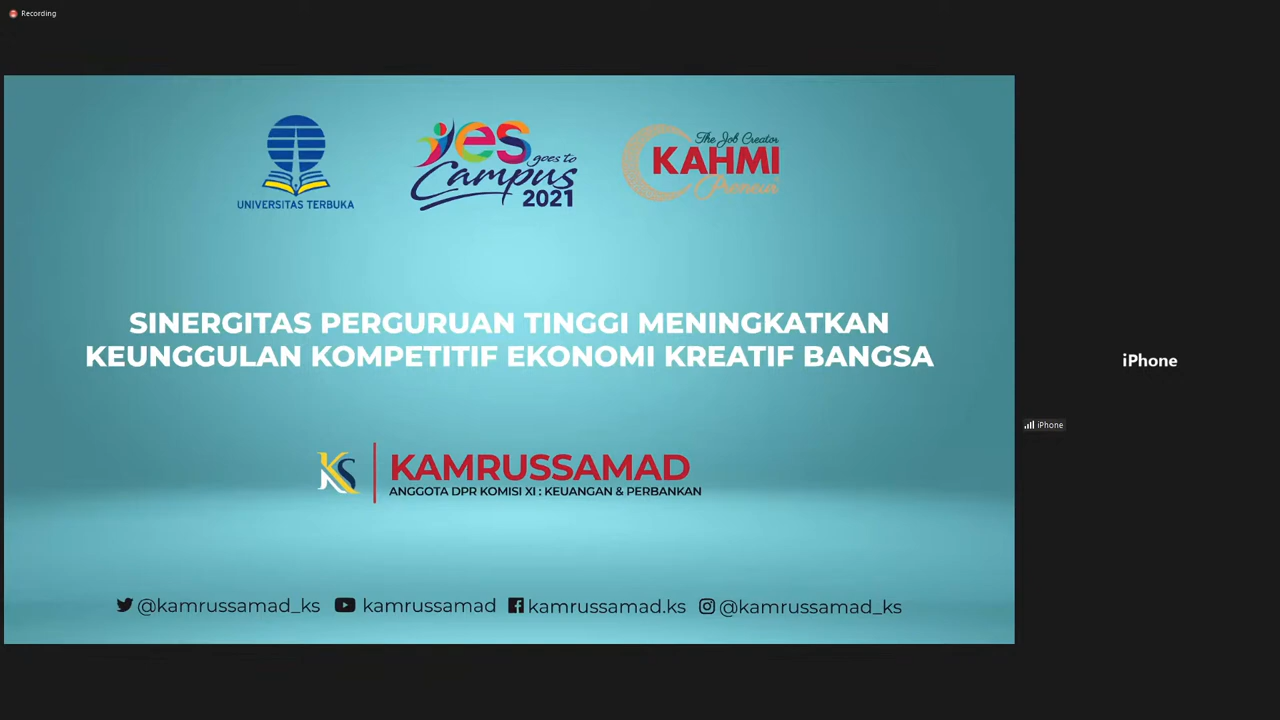 Recording
UNIVERSITAS TERBUKA
yes goes to
Campus
2021
The Job Creator
KAHMI
Preneur
SINERGITAS PERGURUAN TINGGI MENINGKATKAN
KEUNGGULAN KOMPETITIF EKONOMI KREATIF BANGSA
KS
KAMRUSSAMAD
ANGGOTA DPR KOMISI XI : KEUANGAN & PERBANKAN
@kamrussamad_ks kamrussamad kamrussamad.ks @kamrussamad_ks
iPhone
iPhone